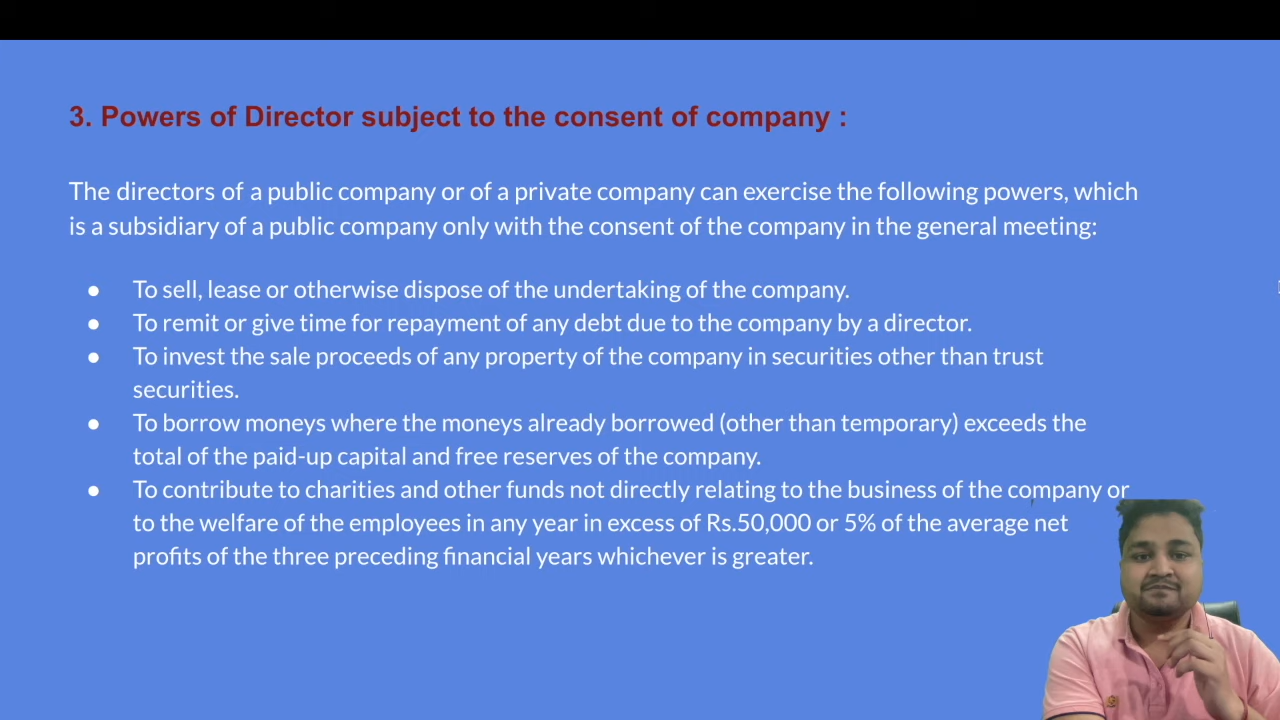 3. Powers of Director subject to the consent of company :
The directors of a public company or of a private company can exercise the following powers, which
is a subsidiary of a public company only with the consent of the company in the general meeting:
● To sell, lease or otherwise dispose of the undertaking of the company.
● To remit or give time for repayment of any debt due to the company by a director.
● To invest the sale proceeds of any property of the company in securities other than trust
securities.
● To borrow moneys where the moneys already borrowed (other than temporary) exceeds the
total of the paid-up capital and free reserves of the company.
● To contribute to charities and other funds not directly relating to the business of the company or
to the welfare of the employees in any year in excess of Rs.50,000 or 5% of the average net
profits of the three preceding financial years whichever is greater.